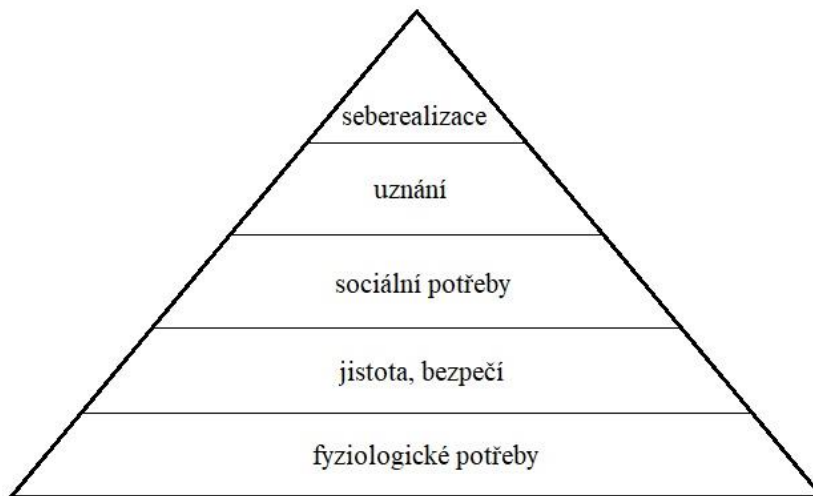 seberealizace
uznání
sociální potřeby
jistota, bezpečí
fyziologické potřeby